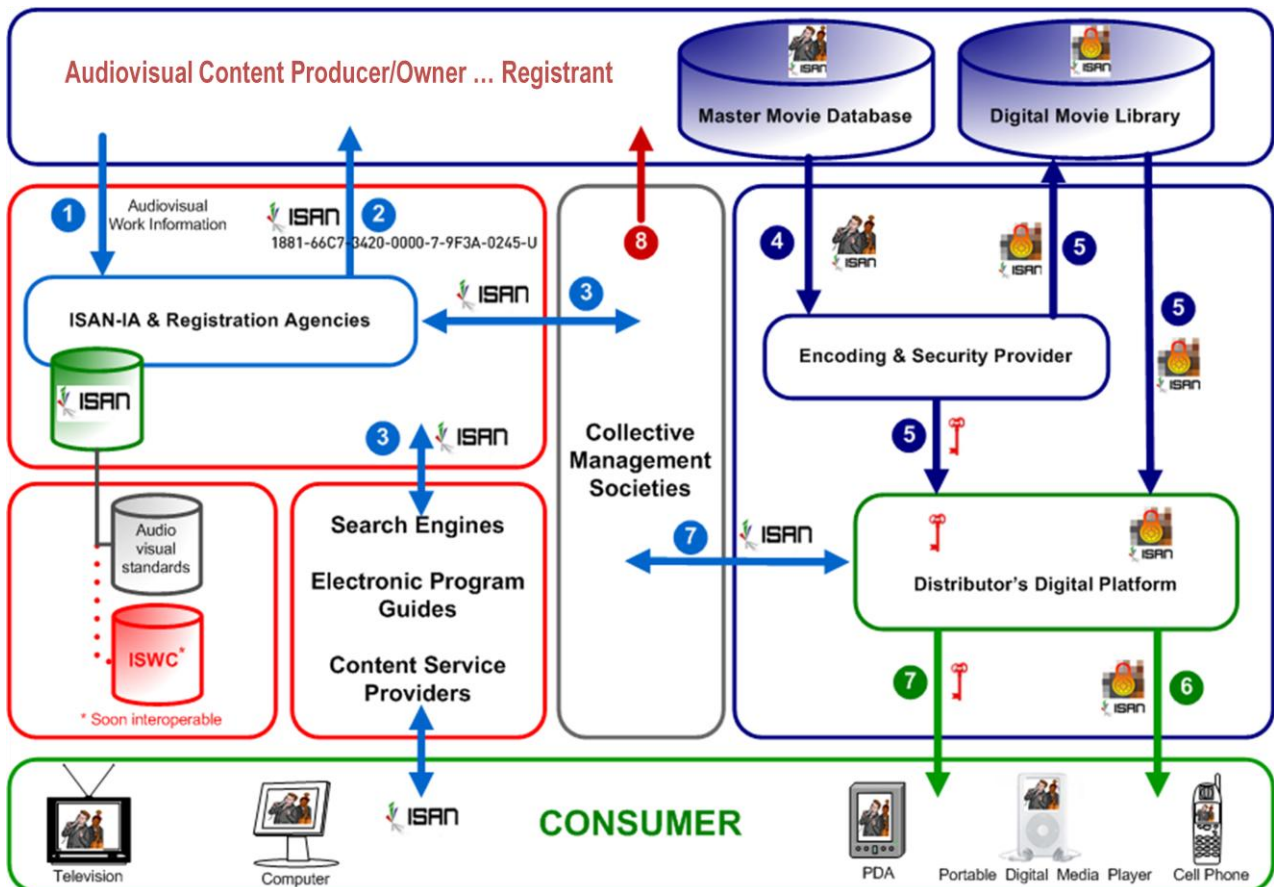 Audiovisual Content Producer/Owner ... Registrant
ISAN
Master Movie Database
ISAN
Digital Movie Library
1
Audiovisual
Work Information
ISAN
2
1881-66C7-3420-0000-7-9F3A-0245-U
8
4
ISAN
ISAN
5
5
ISAN
ISAN-IA & Registration Agencies
ISAN
3
Encoding & Security Provider
ISAN
3
ISAN
5
Collective
Management
Societies
Audio
visual
standards
ISWC*
* Soon interoperable
Search Engines
Electronic Program
Guides
Content Service
Providers
7
ISAN
ISAN
Distributor's Digital Platform
7
ISAN
6
ISAN
CONSUMER
Television
Computer
PDA
Portable Digital Media Player
Cell Phone